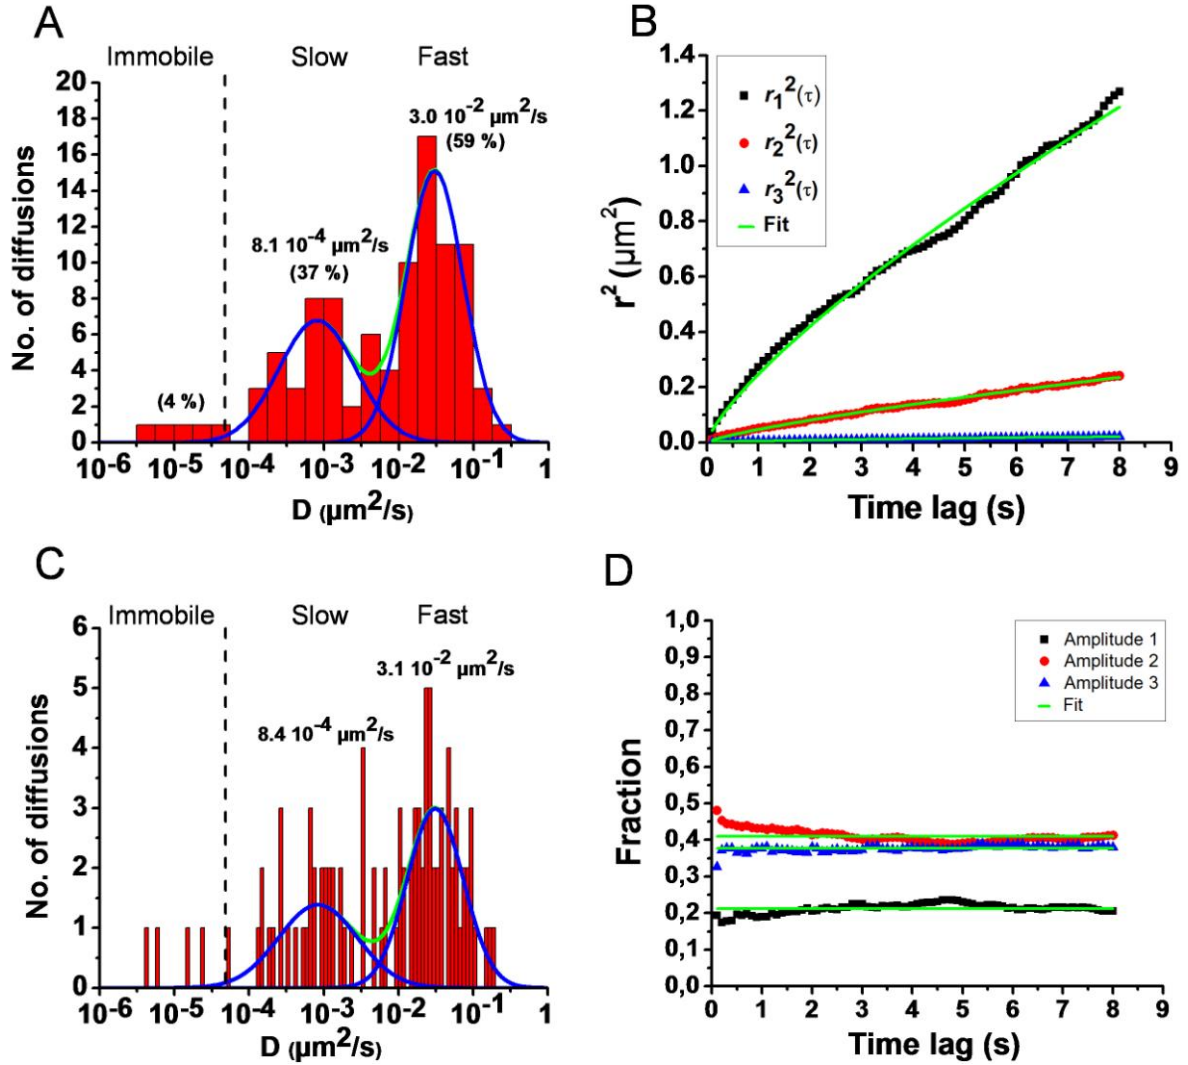 A
Immobile Slow Fast
3.0 10⁻² µm²/s
(59 %)
8.1 10⁻⁴ µm²/s
(37 %)
(4 %)
No. of diffusions
20
18
16
14
12
10
8
6
4
2
0
10⁻⁶ 10⁻⁵ 10⁻⁴ 10⁻³ 10⁻² 10⁻¹ 1
D (µm²/s)
B
r₁²(τ)
r₂²(τ)
r₃²(τ)
Fit
r² (µm²)
1.4
1.2
1.0
0.8
0.6
0.4
0.2
0.0
0 1 2 3 4 5 6 7 8 9
Time lag (s)
C
Immobile Slow Fast
3.1 10⁻² µm²/s
8.4 10⁻⁴ µm²/s
No. of diffusions
6
5
4
3
2
1
0
10⁻⁶ 10⁻⁵ 10⁻⁴ 10⁻³ 10⁻² 10⁻¹ 1
D (µm²/s)
D
Amplitude 1
Amplitude 2
Amplitude 3
Fit
Fraction
1,0
0,9
0,8
0,7
0,6
0,5
0,4
0,3
0,2
0,1
0,0
0 1 2 3 4 5 6 7 8 9
Time lag (s)